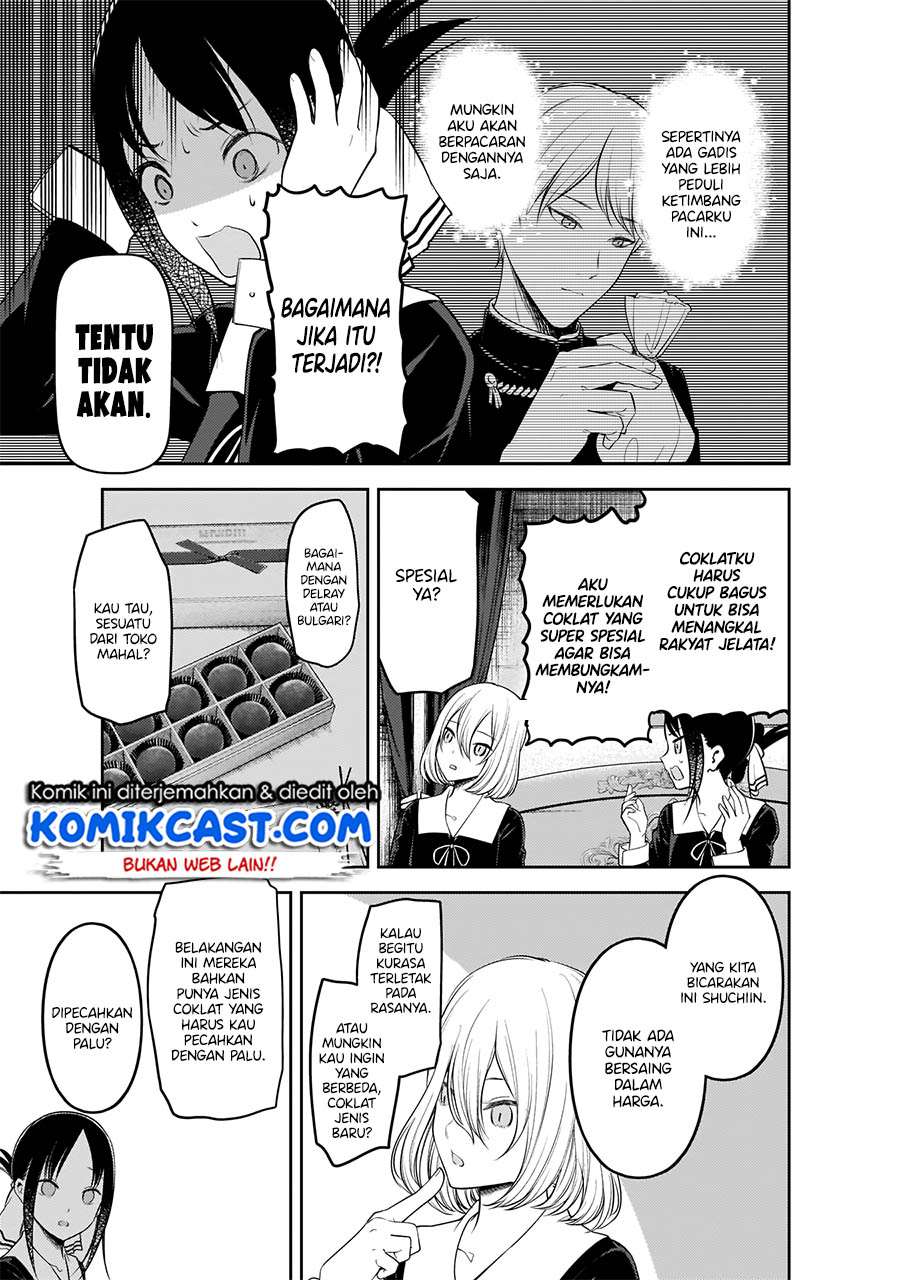 SEPERTINYA
ADA GADIS
YANG LEBIH
PEDULI
KETIMBANG
PACARKU
INI...
MUNGKIN
AKU AKAN
BERPACARAN
DENGANNYA
SAJA.
BAGAIMANA
JIKA ITU
TERJADI?!
TENTU
TIDAK
AKAN.
COKLATKU
HARUS
CUKUP BAGUS
UNTUK BISA
MENANGKAL
RAKYAT JELATA!
AKU
MEMERLUKAN
COKLAT YANG
SUPER SPESIAL
AGAR BISA
MEMBUNGKAM-
NYA!
SPESIAL
YA?
BAGAI-
MANA
DENGAN
DELRAY
ATAU
BULGARI?
KAU TAU,
SESUATU
DARI TOKO
MAHAL?
Komik ini diterjemahkan & diedit oleh
KOMIKCAST.COM
BUKAN WEB LAIN!!
YANG KITA
BICARAKAN
INI SHUCHIIN.
TIDAK ADA
GUNANYA
BERSAING
DALAM
HARGA.
KALAU
BEGITU
KURASA
TERLETAK
PADA
RASANYA.
ATAU
MUNGKIN
KAU INGIN
YANG
BERBEDA,
COKLAT
JENIS
BARU?
BELAKANGAN
INI MEREKA
BAHKAN
PUNYA JENIS
COKLAT YANG
HARUS KAU
PECAHKAN
DENGAN PALU.
DIPECAHKAN
DENGAN
PALU?